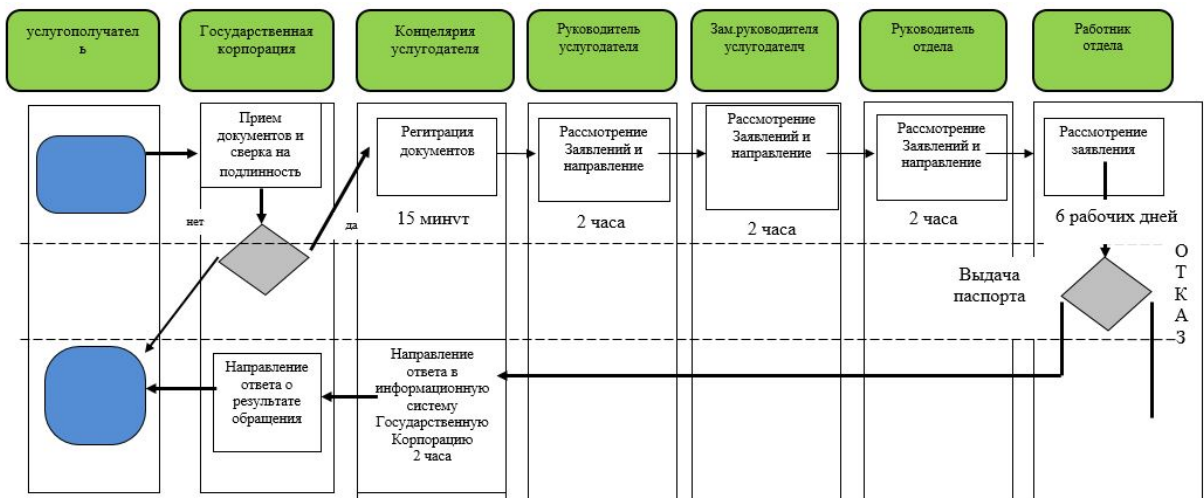 услугополучател
ь
Государственная
корпорация
Концелярия
услугодателя
Руководитель
услугодателя
Зам.руководителя
услугодателч
Руководитель
отдела
Работник
отдела
Прием
документов и
сверка на
подлинность
Регитрация
документов
Рассмотрение
Заявлений и
направление
Рассмотрение
Заявлений и
направление
Рассмотрение
Заявлений и
направление
Рассмотрение
заявления
нет
да
15 минут
2 часа
2 часа
2 часа
6 рабочих дней
Выдача
паспорта
О
Т
К
А
З
Направление
ответа о
результате
обращения
Направление
ответа в
информационную
систему
Государственную
Корпорацию
2 часа